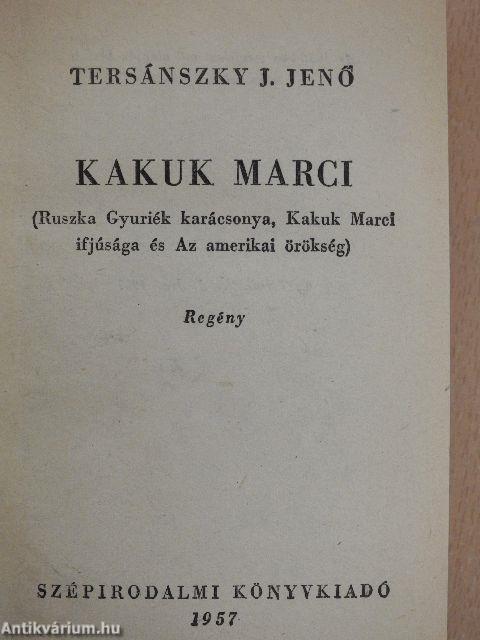 TERSÁNSZKY J. JENŐ
KAKUK MARCI
(Ruszka Gyuriék karácsonya, Kakuk Marci
ifjúsága és Az amerikai örökség)
Regény
SZÉPIRODALMI KÖNYVKIADÓ
1957
Antikvárium.hu